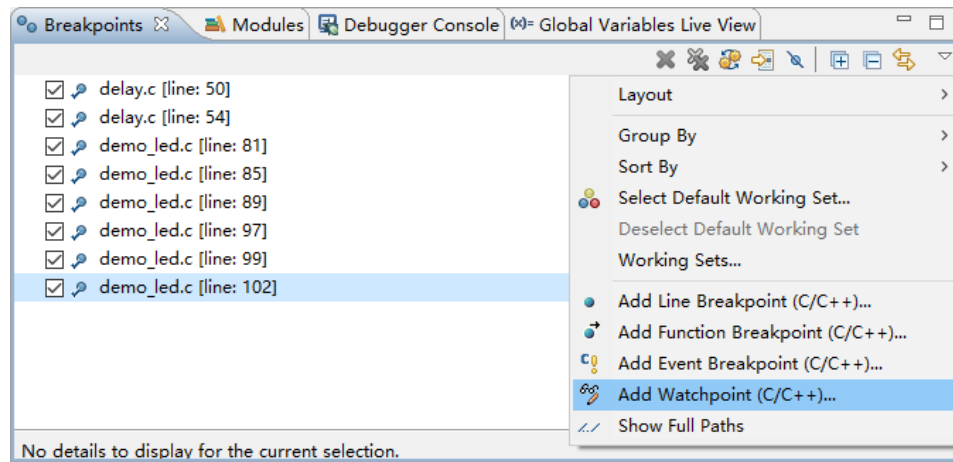 Breakpoints Modules Debugger Console (x)= Global Variables Live View
delay.c [line: 50]
delay.c [line: 54]
demo_led.c [line: 81]
demo_led.c [line: 85]
demo_led.c [line: 89]
demo_led.c [line: 97]
demo_led.c [line: 99]
demo_led.c [line: 102]
No details to display for the current selection.
Layout
Group By
Sort By
Select Default Working Set...
Deselect Default Working Set
Working Sets...
Add Line Breakpoint (C/C++)...
Add Function Breakpoint (C/C++)...
Add Event Breakpoint (C/C++)...
Add Watchpoint (C/C++)...
Show Full Paths